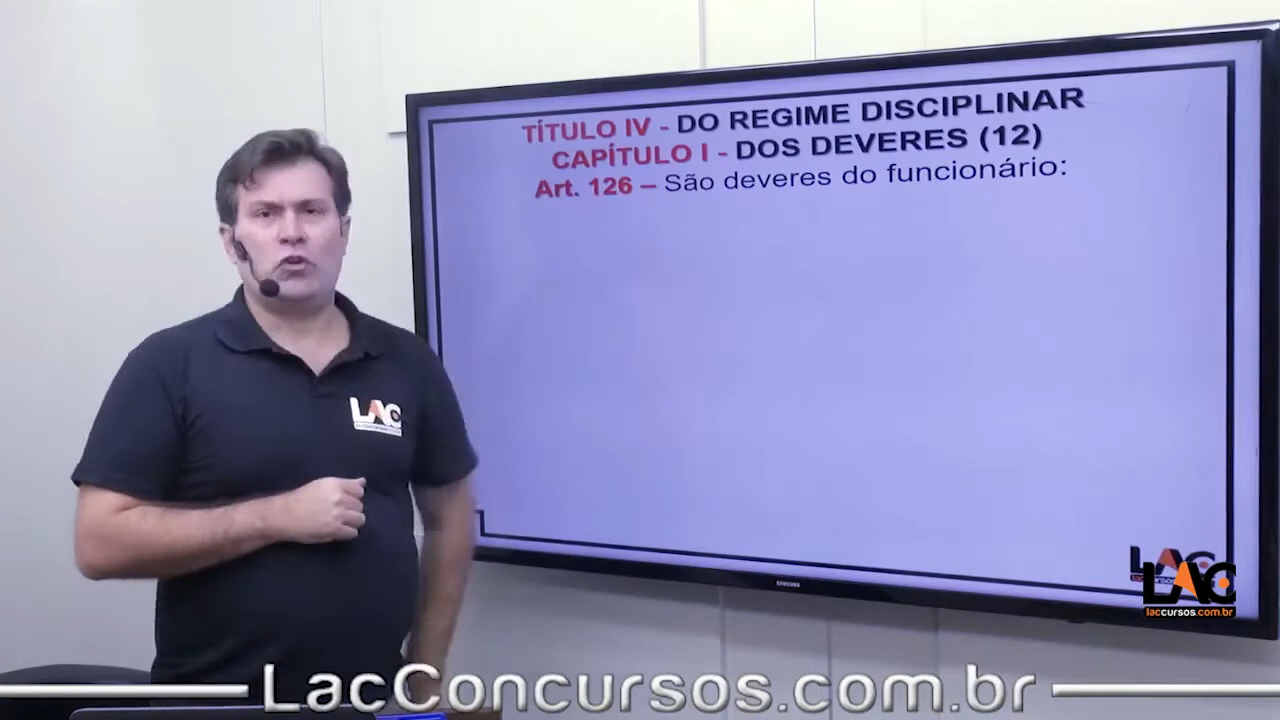 TÍTULO IV - DO REGIME DISCIPLINAR
CAPÍTULO I - DOS DEVERES (12)
Art. 126 – São deveres do funcionário:
LAC
SAMSUNG
LAC
laccursos.com.br
LacConcursos.com.br